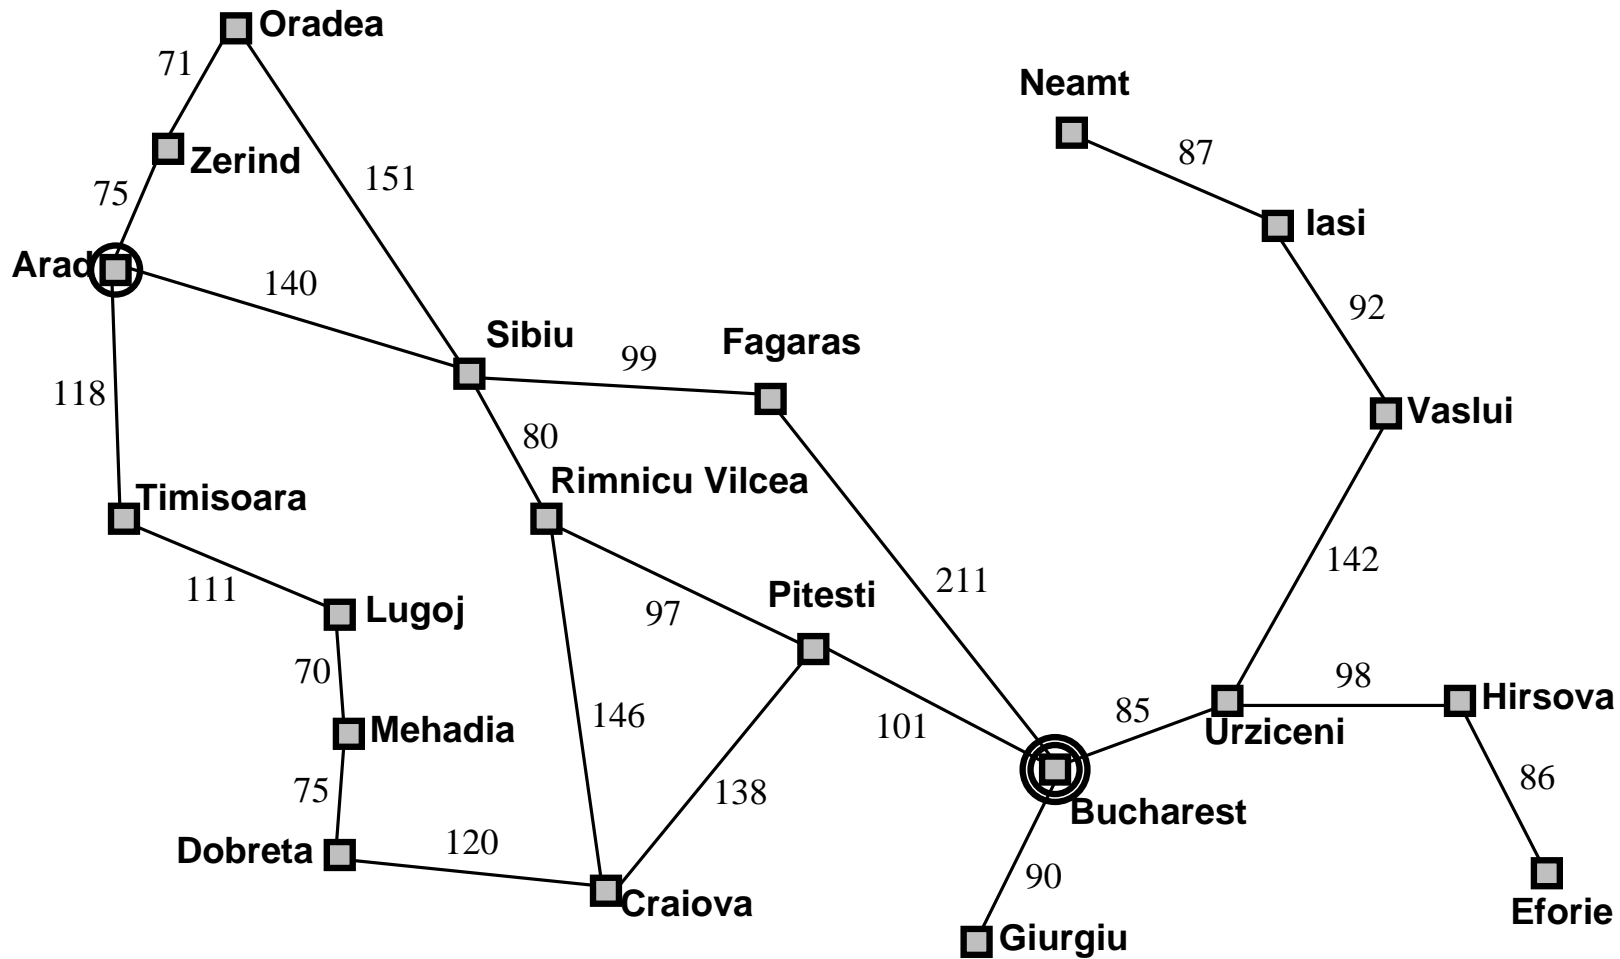 Oradea
71
Neamt
87
Zerind
151
75
Iasi
Arad
140
92
Sibiu
Fagaras
99
118
Vaslui
80
Rimnicu Vilcea
Timisoara
142
211
111
Pitesti
Lugoj
97
70
98
Hirsova
146
85
Mehadia
101
Urziceni
75
138
86
Bucharest
120
Dobreta
90
Craiova
Eforie
Giurgiu